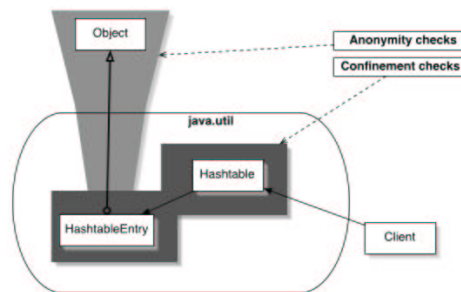 Object
Anonymity checks
Confinement checks
java.util
Hashtable
HashtableEntry
Client